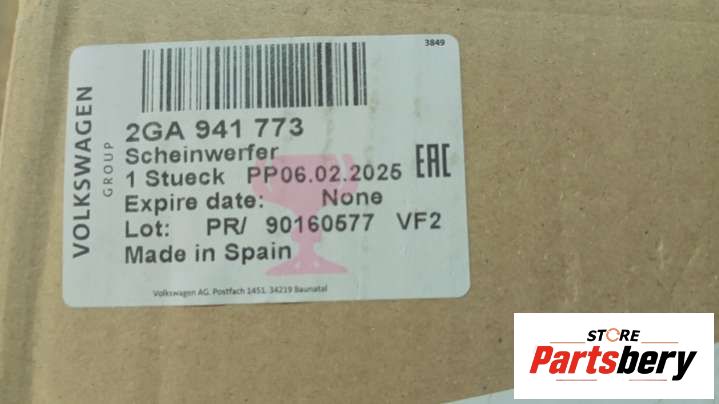 3849
VOLKSWAGEN
GROUP
2GA 941 773
Scheinwerfer
1 Stueck PP06.02.2025
EAC
Expire date: None
Lot: PR/ 90160577 VF2
Made in Spain
Volkswagen AG, Postfach 1451, 34219 Baunatal
STORE
Partsbery